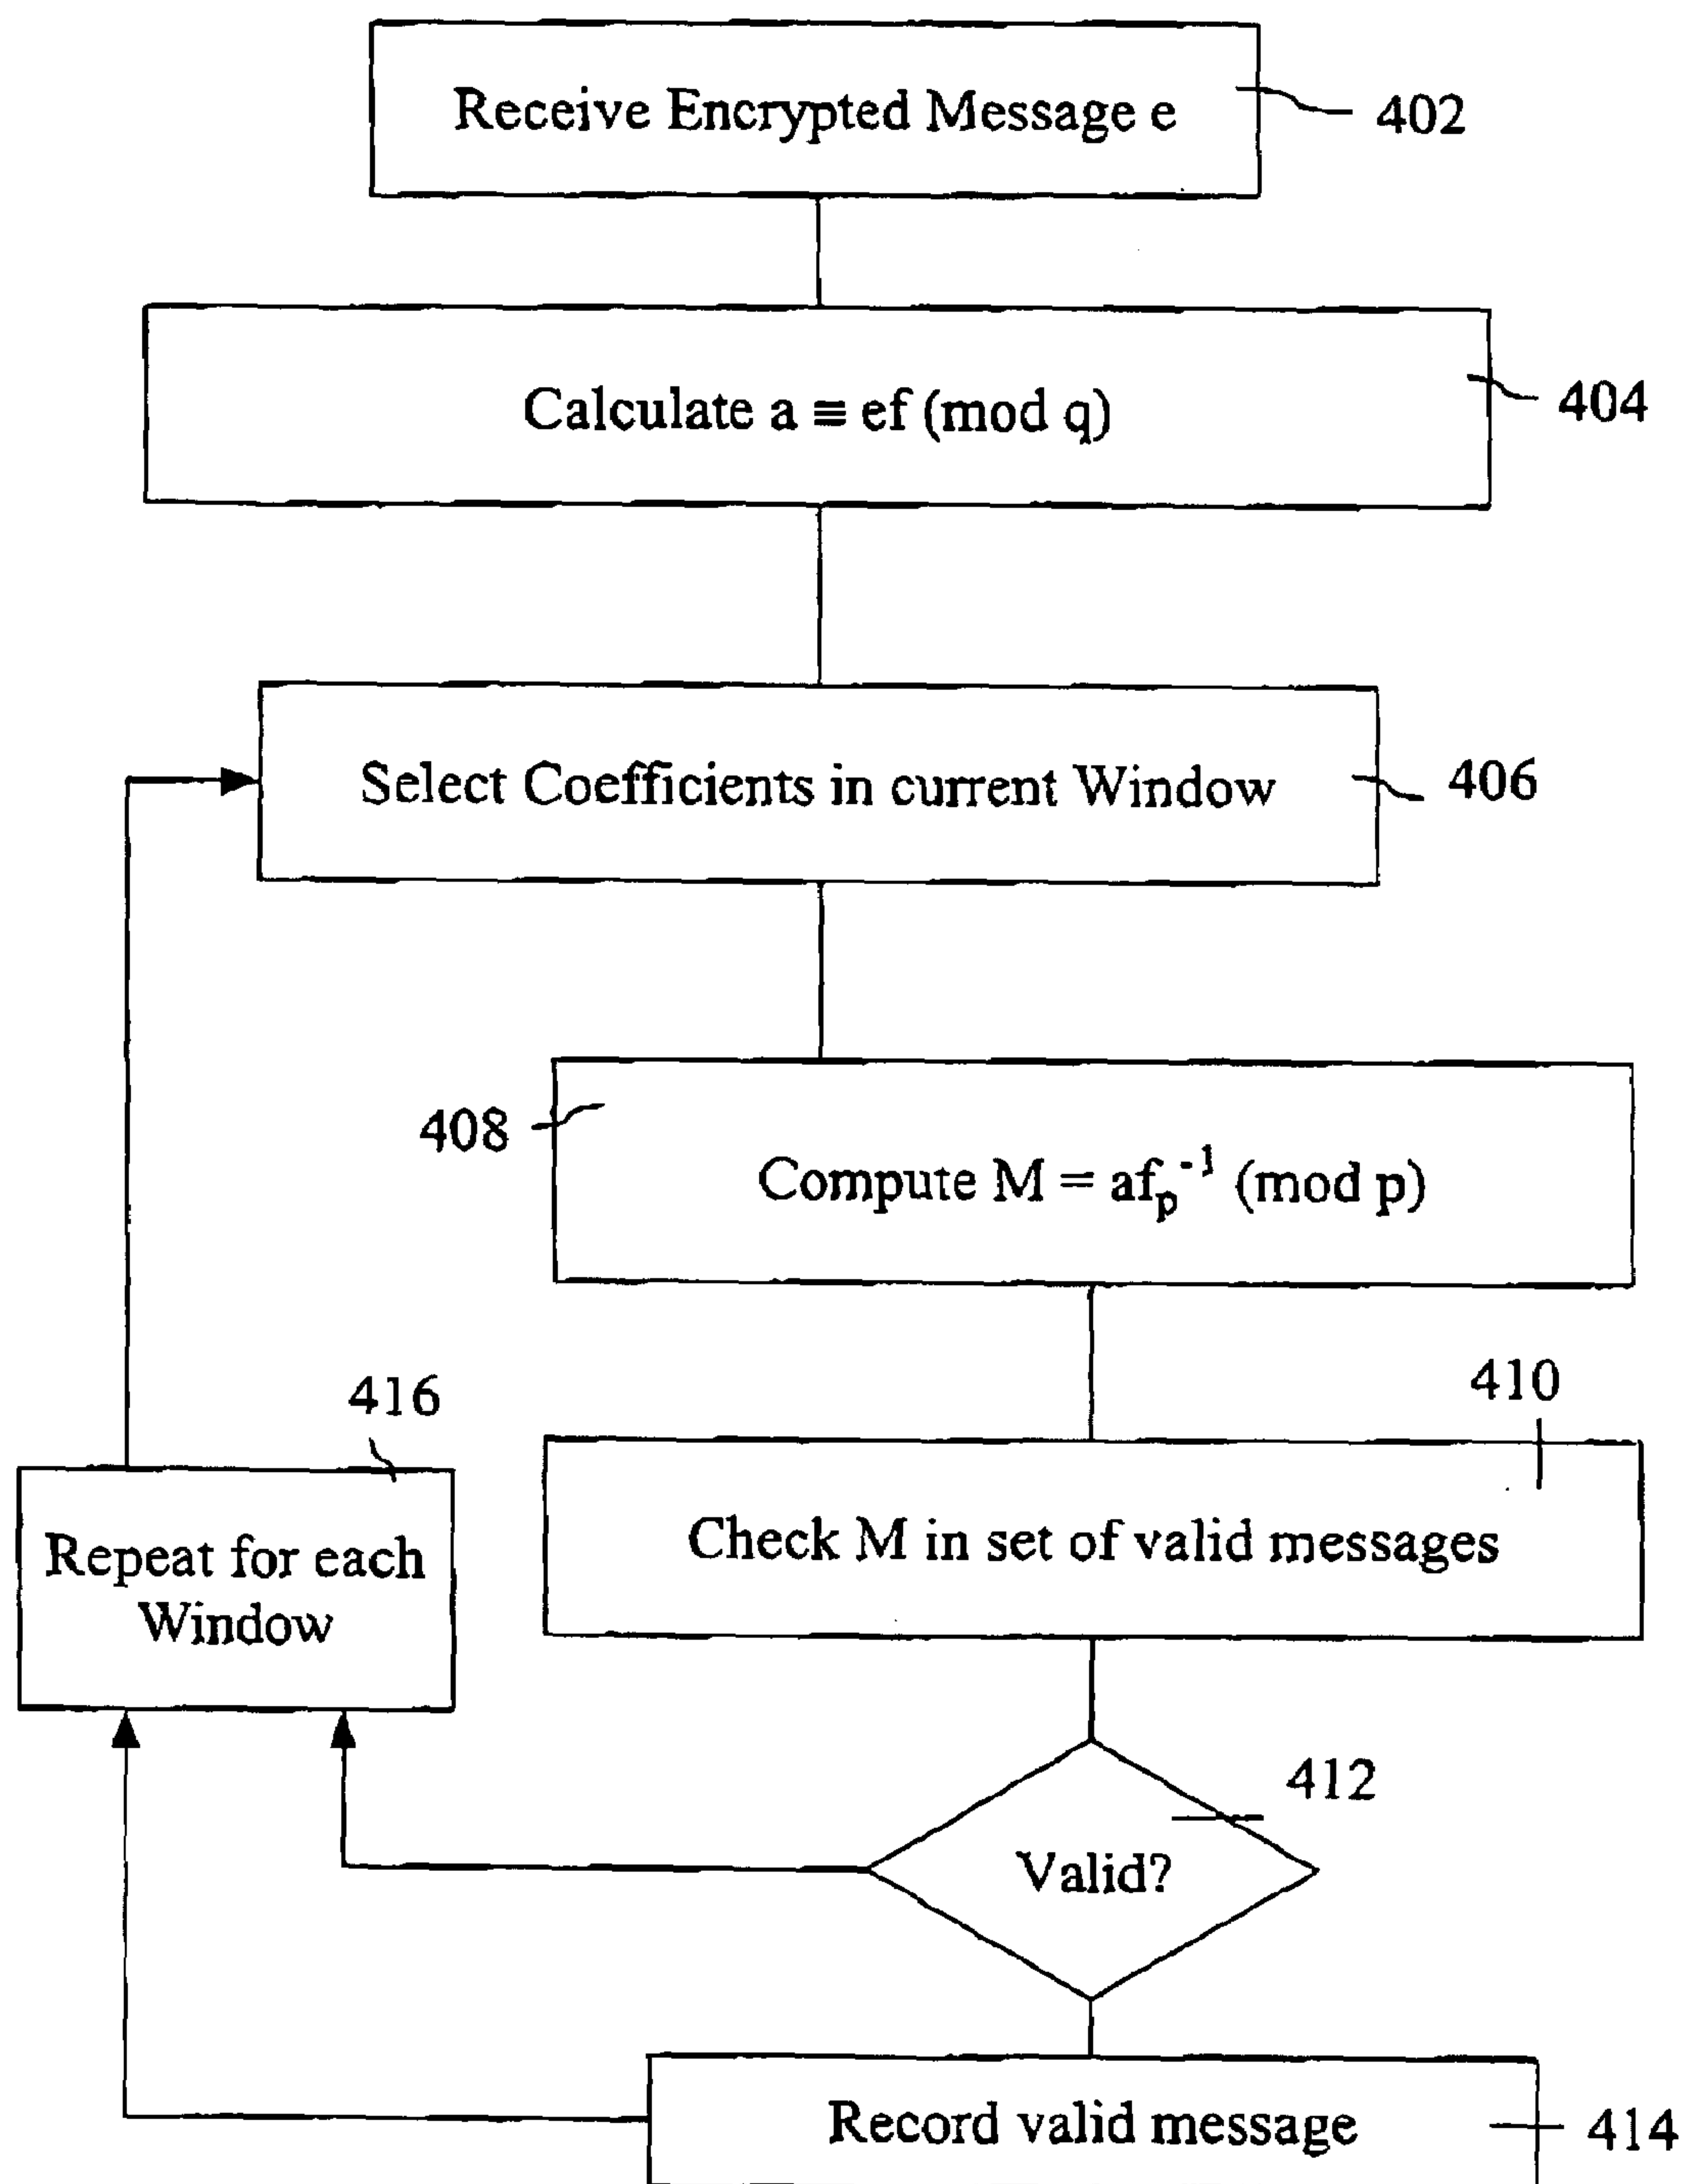 Receive Encrypted Message e
402
Calculate a ≡ ef (mod q)
404
Select Coefficients in current Window
406
408
Compute M = af_p^-1 (mod p)
410
416
Check M in set of valid messages
Repeat for each
Window
412
Valid?
Record valid message
414